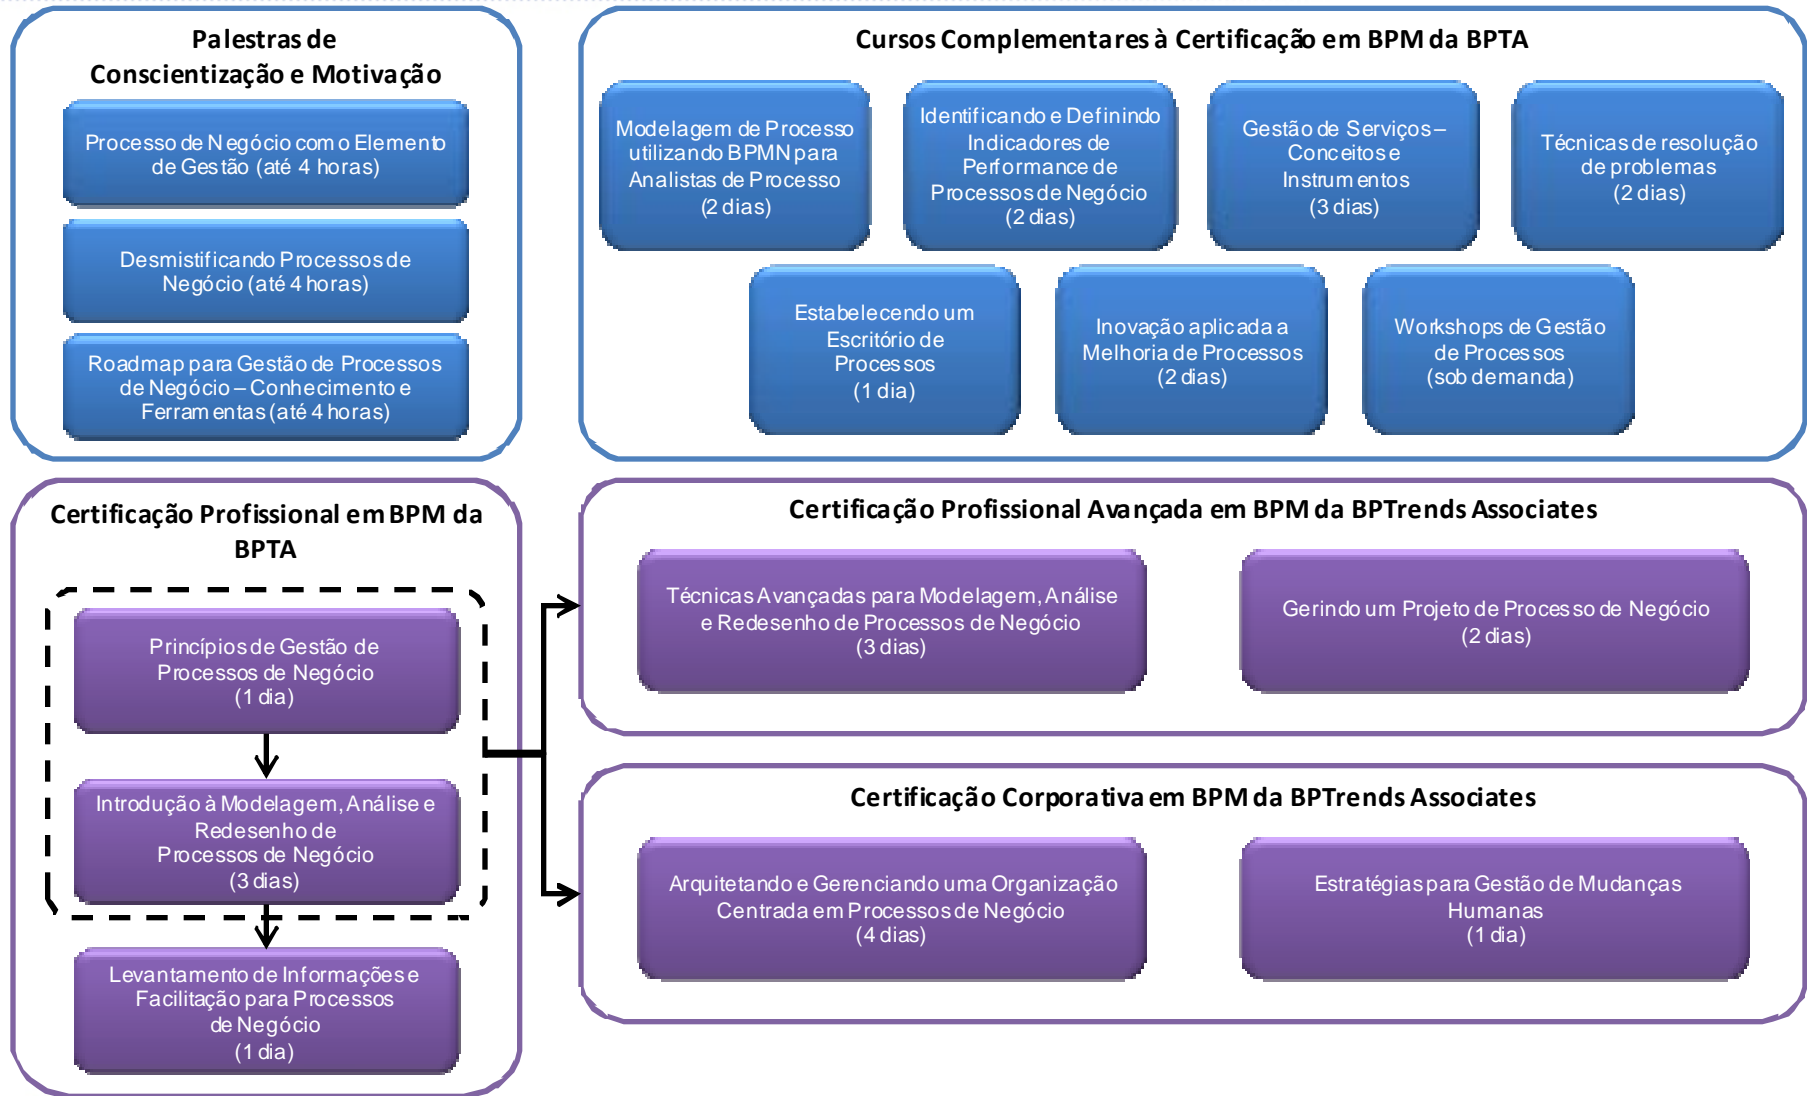 Palestras de
Conscientização e Motivação
Processo de Negócio como Elemento
de Gestão (até 4 horas)
Desmistificando Processos de
Negócio (até 4 horas)
Roadmap para Gestão de Processos
de Negócio – Conhecimento e
Ferramentas (até 4 horas)
Cursos Complementares à Certificação em BPM da BPTA
Modelagem de Processo
utilizando BPMN para
Analistas de Processo
(2 dias)
Identificando e Definindo
Indicadores de
Performance de
Processos de Negócio
(2 dias)
Gestão de Serviços –
Conceitos e
Instrumentos
(3 dias)
Técnicas de resolução
de problemas
(2 dias)
Estabelecendo um
Escritório de
Processos
(1 dia)
Inovação aplicada a
Melhoria de Processos
(2 dias)
Workshops de Gestão
de Processos
(sob demanda)
Certificação Profissional em BPM da
BPTA
Princípios de Gestão de
Processos de Negócio
(1 dia)
Introdução à Modelagem, Análise e
Redesenho de
Processos de Negócio
(3 dias)
Levantamento de Informações e
Facilitação para Processos
de Negócio
(1 dia)
Certificação Profissional Avançada em BPM da BPTrends Associates
Técnicas Avançadas para Modelagem, Análise
e Redesenho de Processos de Negócio
(3 dias)
Gerindo um Projeto de Processo de Negócio
(2 dias)
Certificação Corporativa em BPM da BPTrends Associates
Arquitetando e Gerenciando uma Organização
Centrada em Processos de Negócio
(4 dias)
Estratégias para Gestão de Mudanças
Humanas
(1 dia)